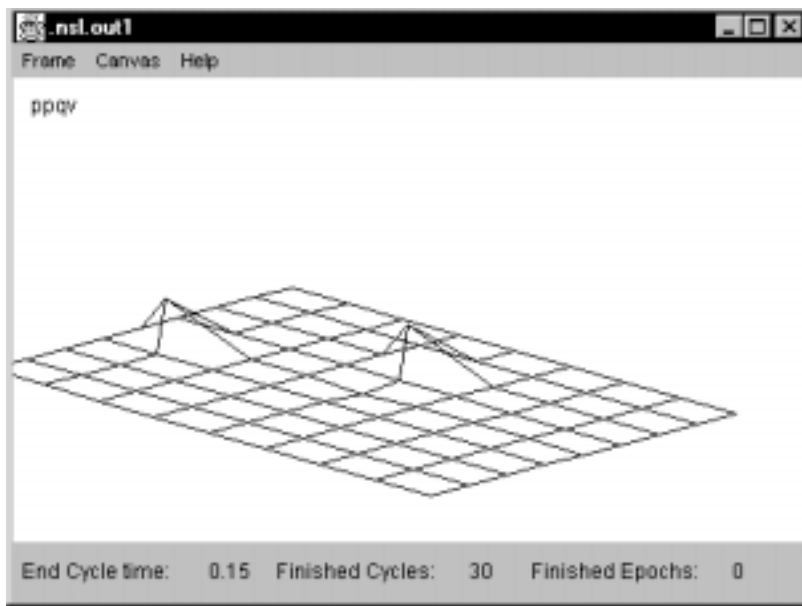 .nsl.out1
Frame Canvas Help
ppqv
End Cycle time: 0.15 Finished Cycles: 30 Finished Epochs: 0